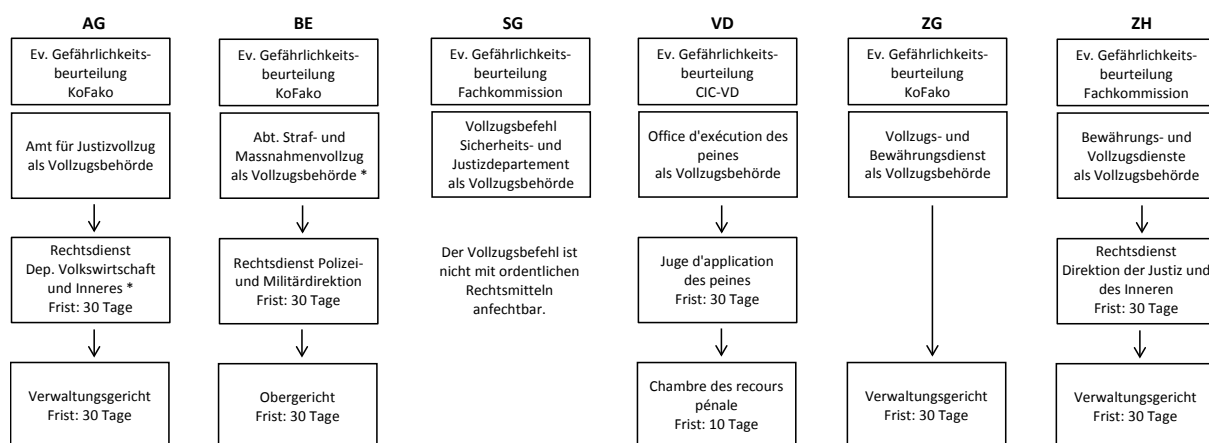 AG
Ev. Gefährlichkeits-
beurteilung
KoFako
Amt für Justizvollzug
als Vollzugsbehörde
Rechtsdienst
Dep. Volkswirtschaft
und Inneres *
Frist: 30 Tage
Verwaltungsgericht
Frist: 30 Tage
BE
Ev. Gefährlichkeits-
beurteilung
KoFako
Abt. Straf- und
Massnahmenvollzug
als Vollzugsbehörde *
Rechtsdienst Polizei-
und Militärdirektion
Frist: 30 Tage
Obergericht
Frist: 30 Tage
SG
Ev. Gefährlichkeits-
beurteilung
Fachkommission
Vollzugsbefehl
Sicherheits- und
Justizdepartement
als Vollzugsbehörde
Der Vollzugsbefehl ist
nicht mit ordentlichen
Rechtsmitteln
anfechtbar.
VD
Ev. Gefährlichkeits-
beurteilung
CIC-VD
Office d'exécution des
peines
als Vollzugsbehörde
Juge d'application
des peines
Frist: 30 Tage
Chambre des recours
pénale
Frist: 10 Tage
ZG
Ev. Gefährlichkeits-
beurteilung
KoFako
Vollzugs- und
Bewährungsdienst
als Vollzugsbehörde
Verwaltungsgericht
Frist: 30 Tage
ZH
Ev. Gefährlichkeits-
beurteilung
Fachkommission
Bewährungs- und
Vollzugsdienste
als Vollzugsbehörde
Rechtsdienst
Direktion der Justiz und
des Inneren
Frist: 30 Tage
Verwaltungsgericht
Frist: 30 Tage